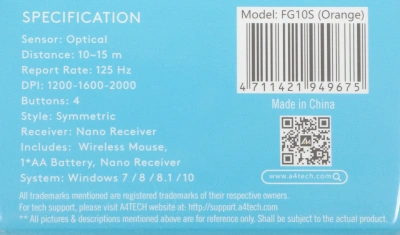 SPECIFICATION
Sensor: Optical
Distance: 10~15 m
Report Rate: 125 Hz
DPI: 1200-1600-2000
Buttons: 4
Style: Symmetric
Receiver: Nano Receiver
Includes: Wireless Mouse,
1*AA Battery, Nano Receiver
System: Windows 7 / 8 / 8.1 / 10
Model: FG10S (Orange)
4 711421 949675
Made in China
a4tech.com
All trademarks mentioned are registered trademarks of their respective owners.
For tech support, please visit A4TECH website at: http://support.a4tech.com
** All pictures & descriptions mentioned above are for reference only. Shall be subject to the actual product.